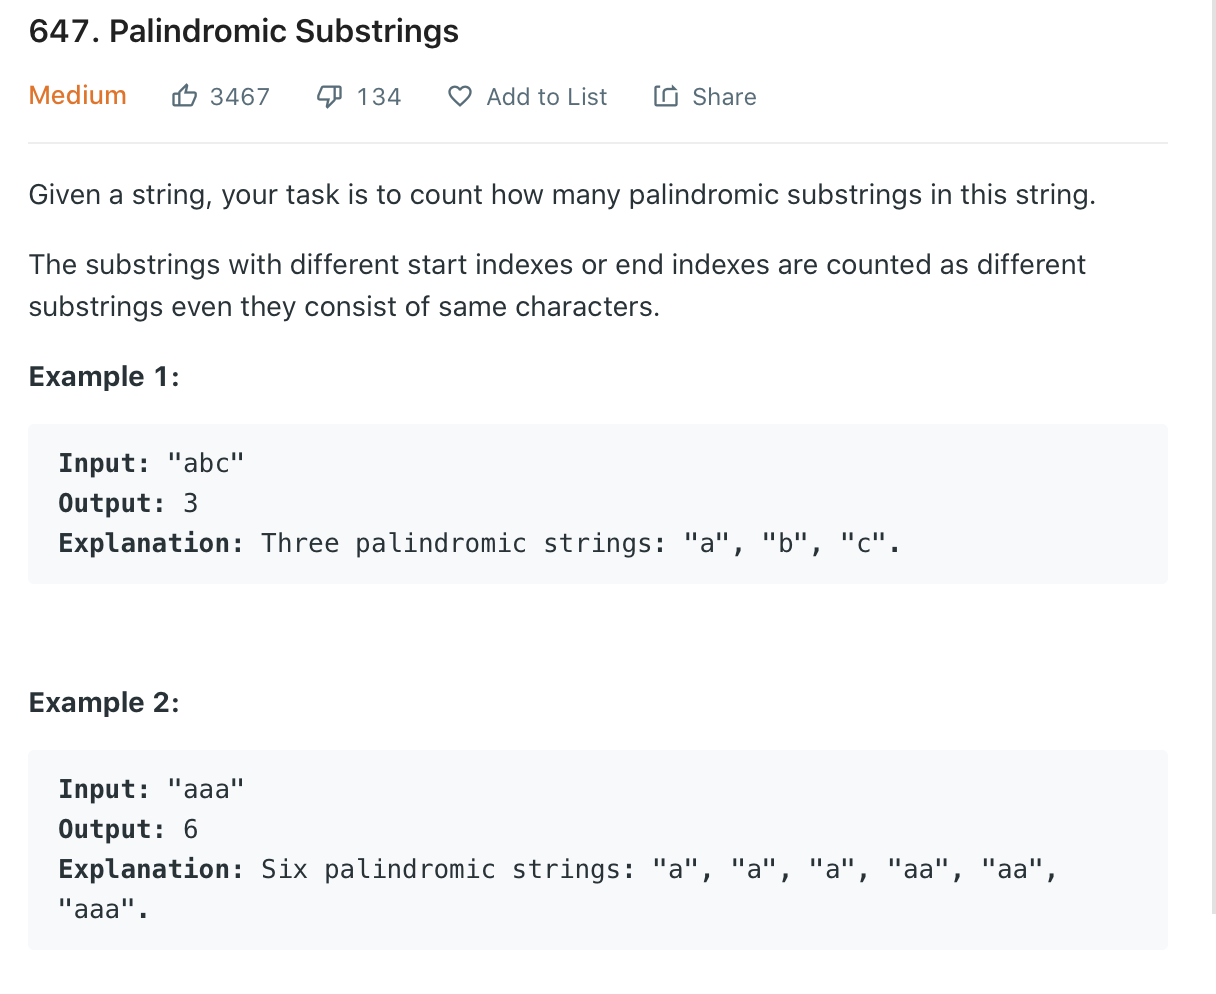 647. Palindromic Substrings
Medium 3467 134 Add to List Share
Given a string, your task is to count how many palindromic substrings in this string.
The substrings with different start indexes or end indexes are counted as different
substrings even they consist of same characters.
Example 1:
Input: "abc"
Output: 3
Explanation: Three palindromic strings: "a", "b", "c".
Example 2:
Input: "aaa"
Output: 6
Explanation: Six palindromic strings: "a", "a", "a", "aa", "aa",
"aaa".